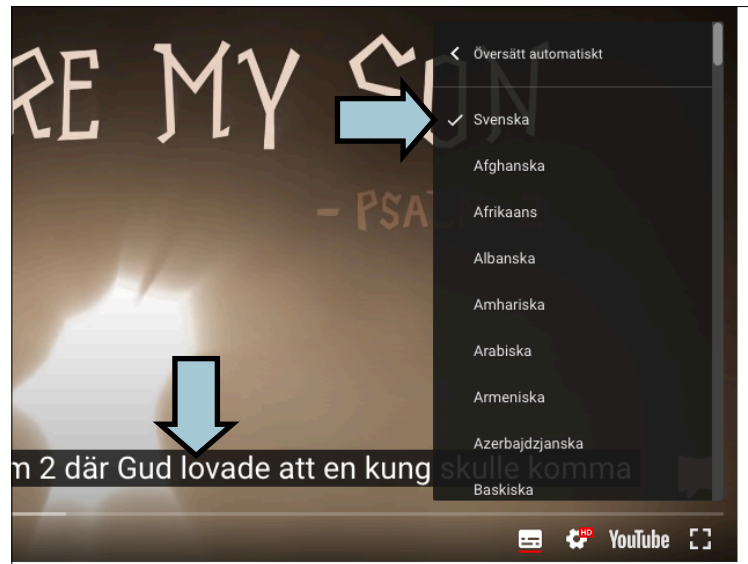 RE MY SON
Översätt automatiskt
Svenska
Afghanska
– PSA
Afrikaans
Albanska
Amhariska
Arabiska
Armeniska
Azerbajdzjanska
m 2 där Gud lovade att en kung skulle komma
Baskiska
HD
YouTube